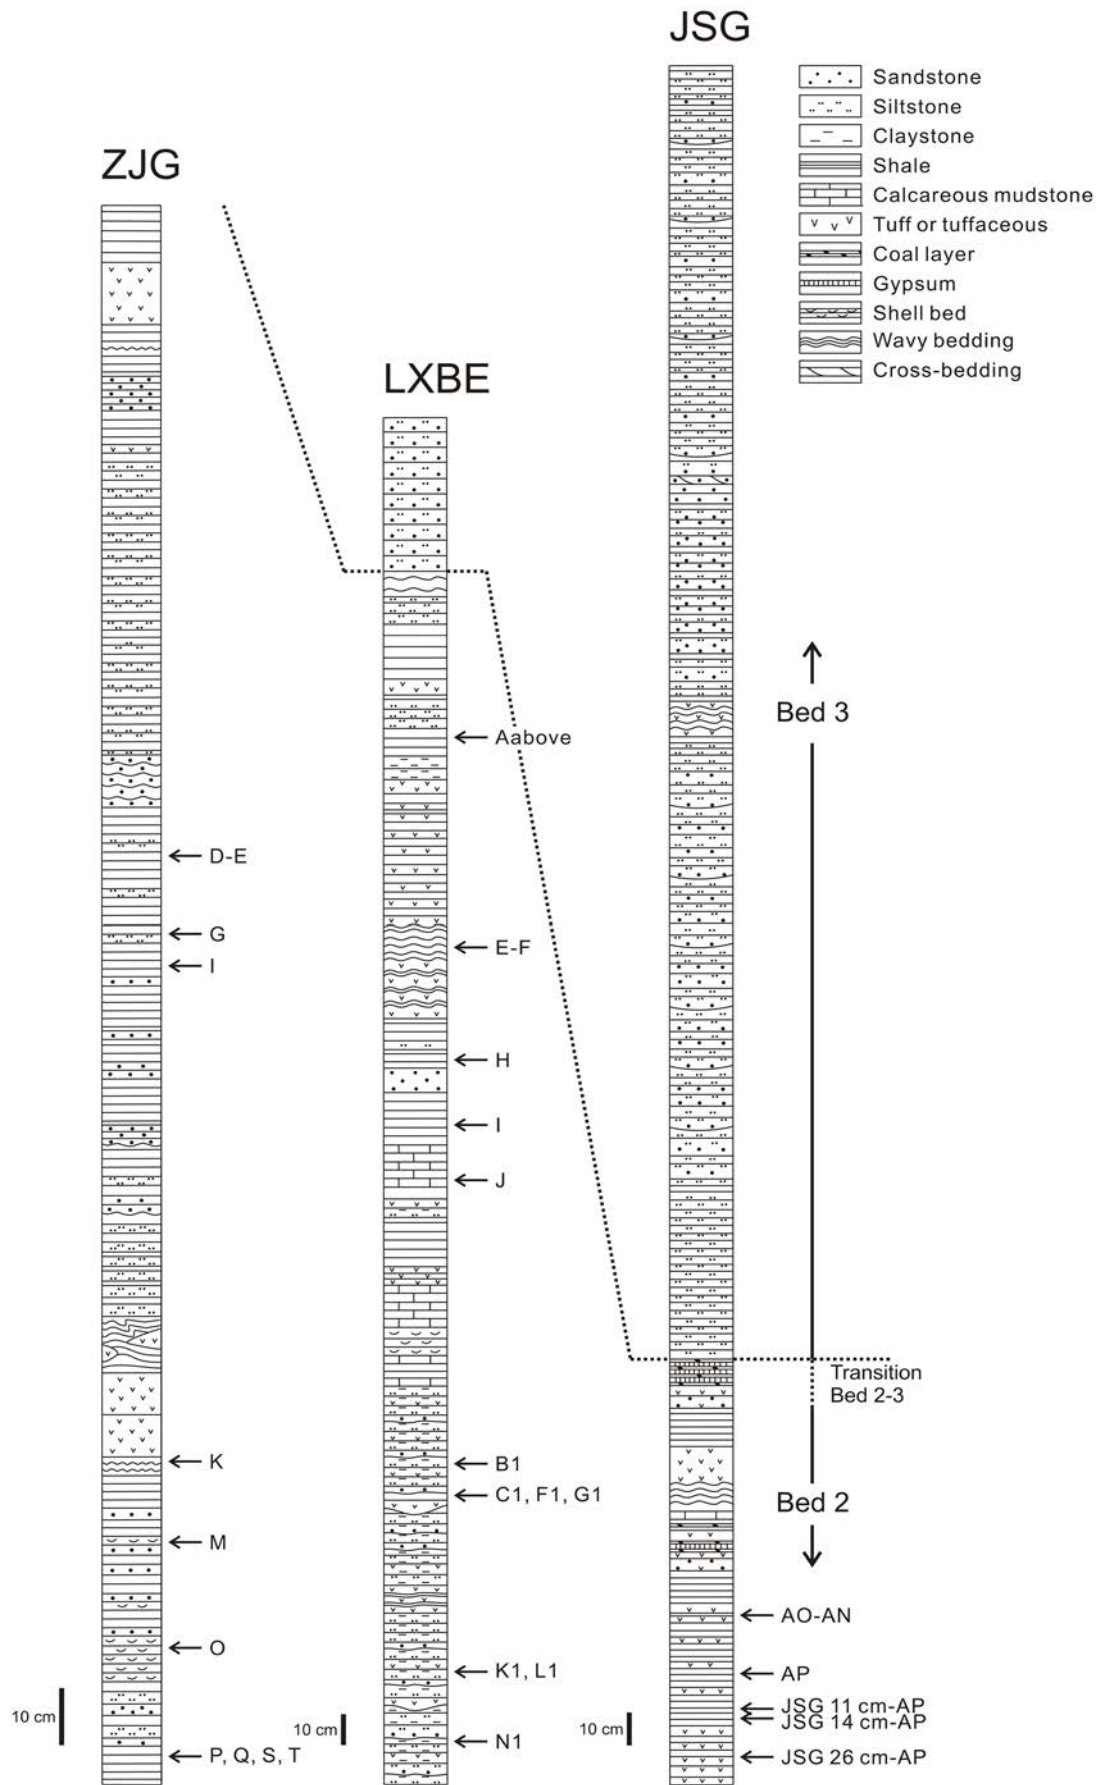 JSG
Sandstone
Siltstone
Claystone
Shale
Calcareous mudstone
Tuff or tuffaceous
Coal layer
Gypsum
Shell bed
Wavy bedding
Cross-bedding
ZJG
LXBE
Aabove
Bed 3
D-E
G
E-F
I
H
I
J
Transition
Bed 2-3
K
B1
C1, F1, G1
Bed 2
M
AO-AN
O
K1, L1
AP
JSG 11 cm-AP
JSG 14 cm-AP
10 cm
10 cm
10 cm
N1
P, Q, S, T
JSG 26 cm-AP